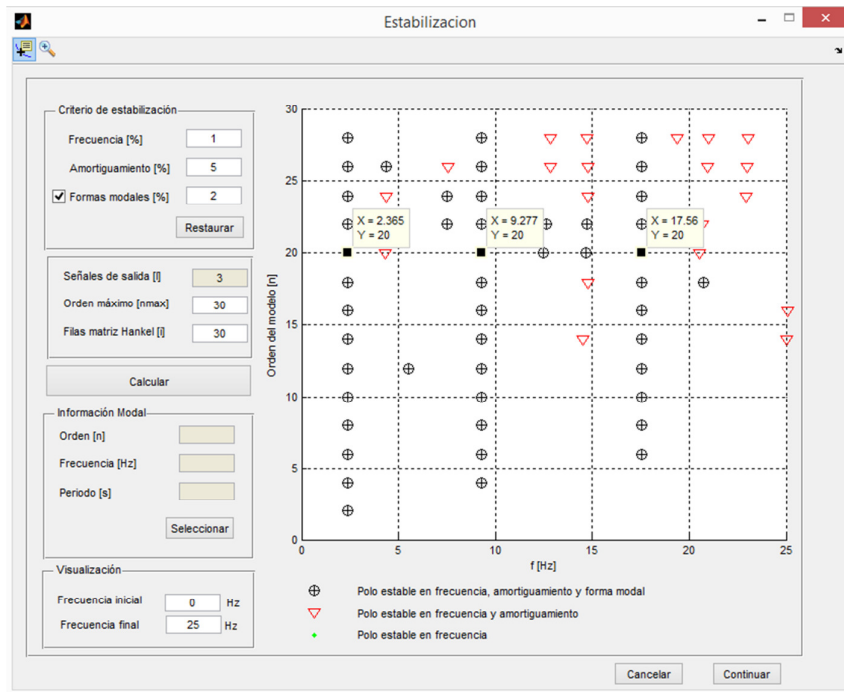 Estabilizacion
Criterio de estabilización
Frecuencia [%] 1
Amortiguamiento [%] 5
Formas modales [%] 2
Restaurar
Señales de salida [l] 3
Orden máximo [nmax] 30
Filas matriz Hankel [i] 30
Calcular
Información Modal
Orden [n]
Frecuencia [Hz]
Periodo [s]
Seleccionar
Visualización
Frecuencia inicial 0 Hz
Frecuencia final 25 Hz
Orden del modelo [n]
30
25
20
15
10
5
0
X = 2.365
Y = 20
X = 9.277
Y = 20
X = 17.56
Y = 20
0 5 10 15 20 25
f [Hz]
Polo estable en frecuencia, amortiguamiento y forma modal
Polo estable en frecuencia y amortiguamiento
Polo estable en frecuencia
Cancelar Continuar